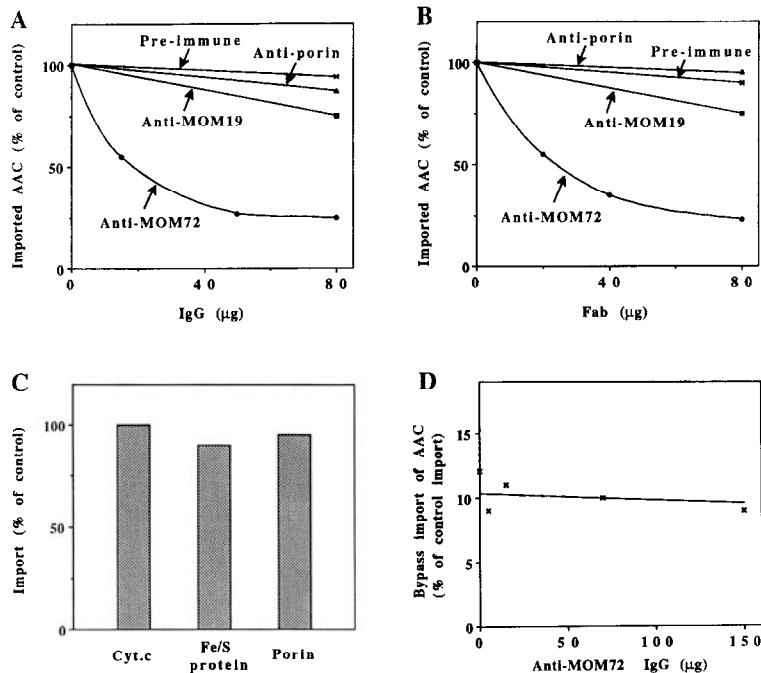 A
Imported AAC (% of control)
100
50
0
Pre-immune
Anti-porin
Anti-MOM19
Anti-MOM72
0
40
80
IgG (µg)
B
Imported AAC (% of control)
100
50
0
Anti-porin
Pre-immune
Anti-MOM19
Anti-MOM72
0
40
80
Fab (µg)
C
Import (% of control)
100
50
0
Cyt.c
Fe/S
protein
Porin
D
Bypass import of AAC
(% of control import)
15
10
5
0
0
50
100
150
Anti-MOM72 IgG (µg)